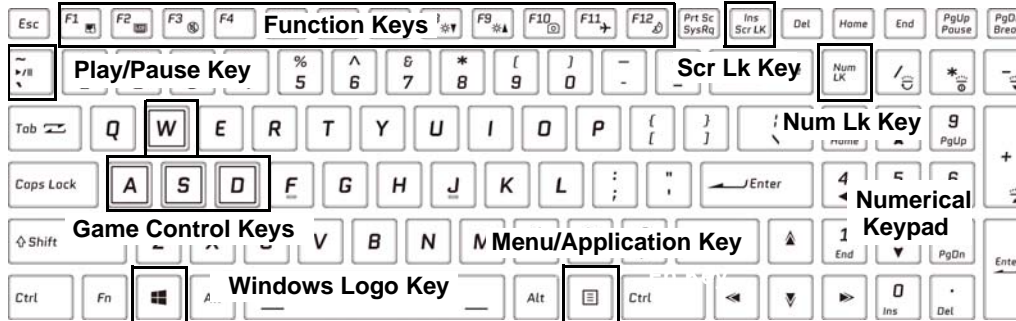 Esc F1 F2 F3 F4 Function Keys F9 F10 F11 F12 Prt Sc SysRq Ins Scr LK Del Home End PgUp Pause
~ ` Play/Pause Key % 5 ^ 6 & 7 * 8 ( 9 ) 0 _ - Scr Lk Key Num LK / * -
Tab Q W E R T Y U I O P { [ } ] \ Num Lk Key Home 9 PgUp
Caps Lock A S D F G H J K L : ; " ' Enter 4 5 6 +
Numerical
Keypad
Shift Game Control Keys V B N M Menu/Application Key 1 End PgDn
Ctrl Fn Windows Logo Key Alt Ctrl 0 Ins . Del Enter